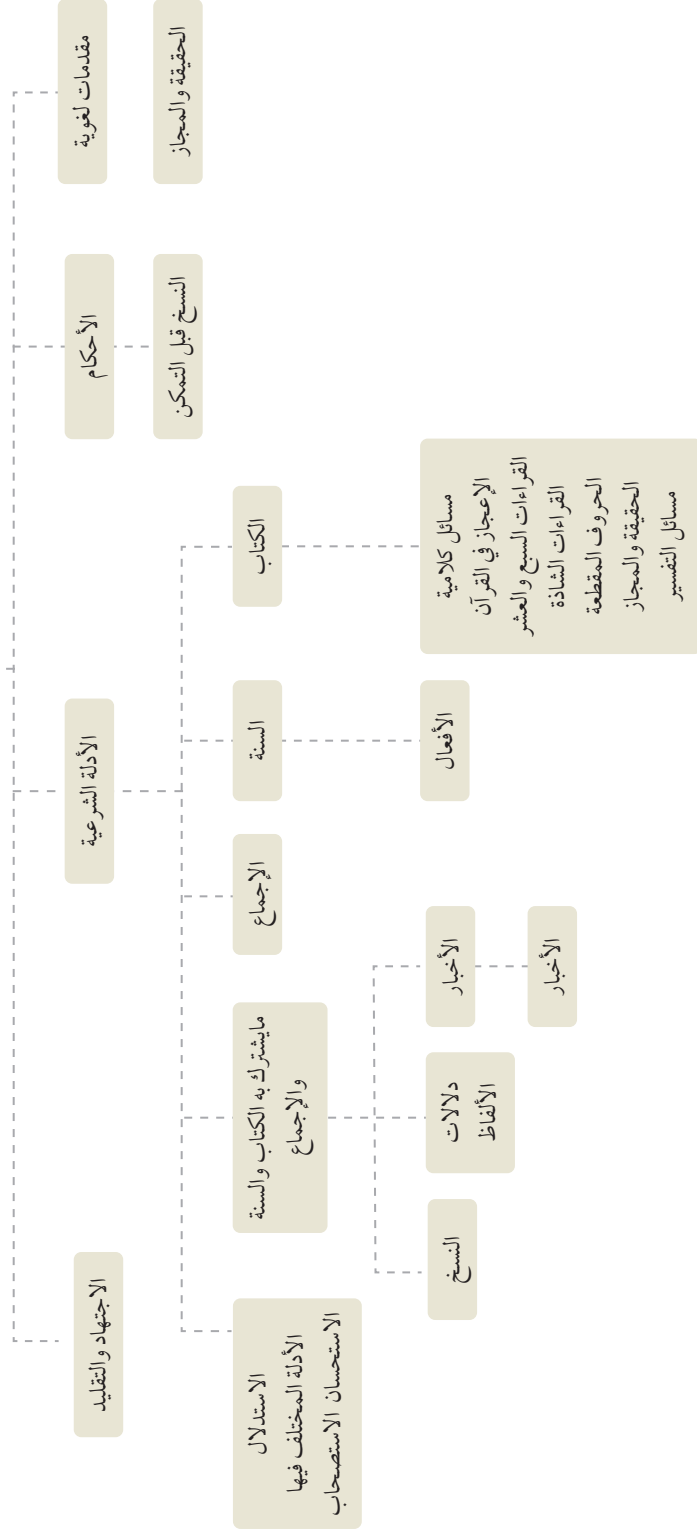 مقدمات لغوية
الأحكام
الأدلة الشرعية
الاجتهاد والتقليد
الحقيقة والمجاز
النسخ قبل التمكن
الكتاب
السنة
الإجماع
مايشترك به الكتاب والسنة
والإجماع
الاستدلال
الأدلة المختلف فيها
الاستحسان الاستصحاب
مسائل كلامية
الإعجاز في القرآن
القراءات السبع والعشر
القراءات الشاذة
الحروف المقطعة
الحقيقة والمجاز
مسائل التفسير
الأفعال
الأخبار
دلالات
الألفاظ
النسخ
الأخبار